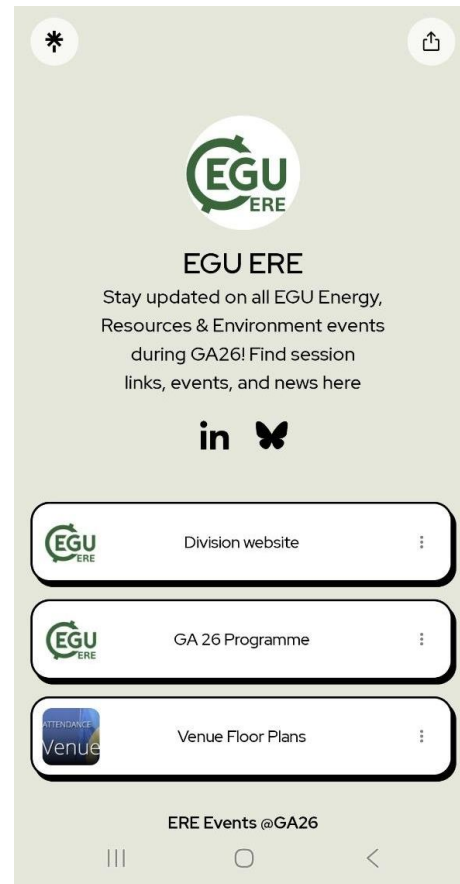 EGU
ERE
EGU ERE
Stay updated on all EGU Energy,
Resources & Environment events
during GA26! Find session
links, events, and news here
in
EGU
ERE
Division website
EGU
ERE
GA 26 Programme
ATTENDANCE
Venue
Venue Floor Plans
ERE Events @GA26